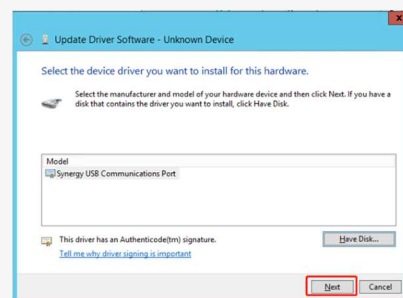 x
Update Driver Software - Unknown Device
Select the device driver you want to install for this hardware.
Select the manufacturer and model of your hardware device and then click Next. If you have a
disk that contains the driver you want to install, click Have Disk.
Model
Synergy USB Communications Port
This driver has an Authenticode(tm) signature.
Have Disk...
Tell me why driver signing is important
Next
Cancel